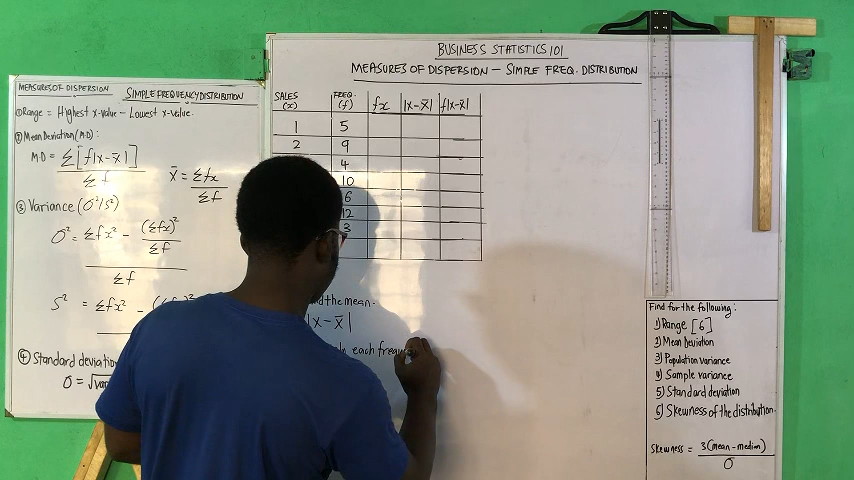 MEASURES OF DISPERSION
SIMPLE FREQUENCY DISTRIBUTION
① Range = Highest x-value - Lowest x-value.
② Mean Deviation (M.D) :
M.D = Σ[f|x-x̄|]
Σf
x̄ = Σfx
Σf
③ Variance (σ²/s²)
σ² = Σfx² - (Σfx)²
Σf
Σf
s² = Σfx² -
④ Standard deviation
σ =
BUSINESS STATISTICS 101
MEASURES OF DISPERSION - SIMPLE FREQ. DISTRIBUTION
SALES (x) FREQ. (f) fx |x-x̄| f|x-x̄|
1 5
2 9
4
10
6
12
3
the mean.
|x-x̄|
each
Find for the following:
1) Range [6]
2) Mean Deviation
3) Population variance
4) Sample variance
5) Standard deviation
6) Skewness of the distribution.
Skewness = 3(mean-median)
σ